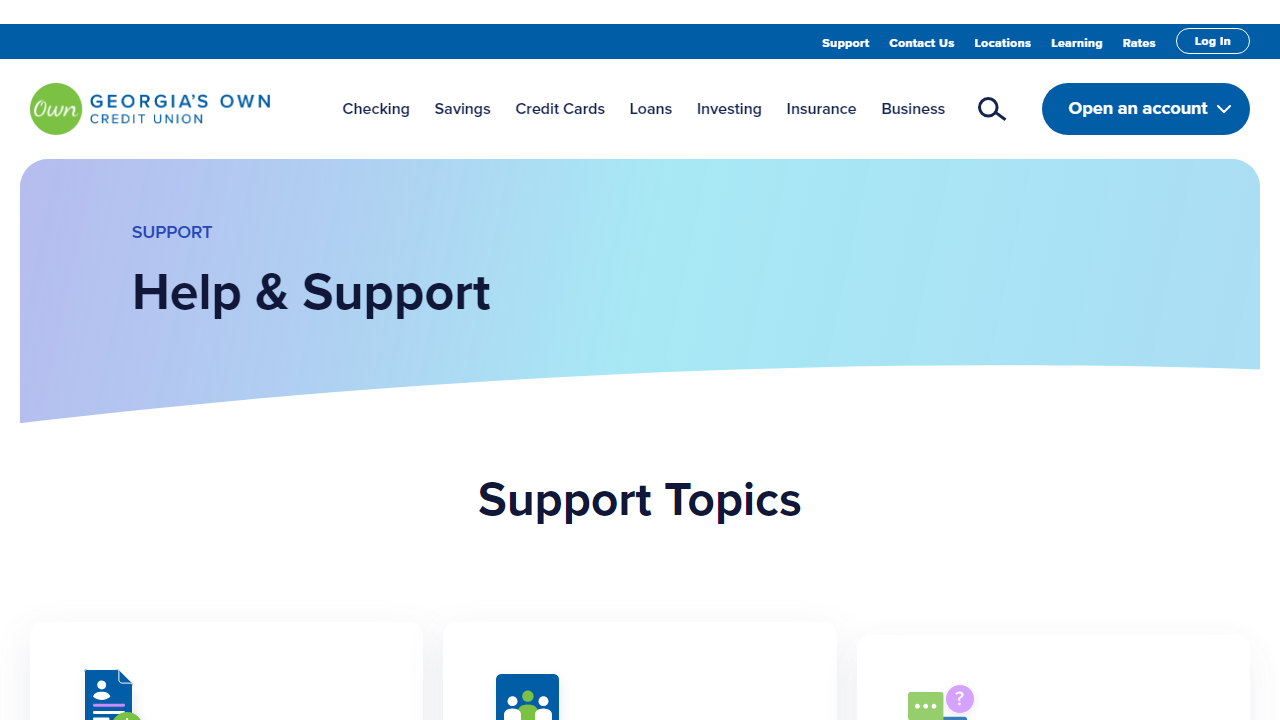 Support Contact Us Locations Learning Rates Log In
Own GEORGIA'S OWN
CREDIT UNION
Checking Savings Credit Cards Loans Investing Insurance Business Open an account
SUPPORT
Help & Support
Support Topics
?